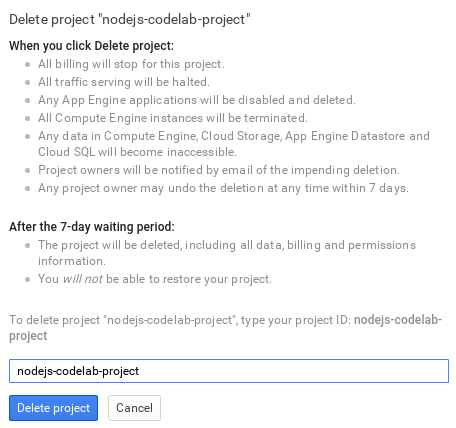 Delete project "nodejs-codelab-project"
When you click Delete project:
All billing will stop for this project.
All traffic serving will be halted.
Any App Engine applications will be disabled and deleted.
All Compute Engine instances will be terminated.
Any data in Compute Engine, Cloud Storage, App Engine Datastore and
Cloud SQL will become inaccessible.
Project owners will be notified by email of the impending deletion.
Any project owner may undo the deletion at any time within 7 days.
After the 7-day waiting period:
The project will be deleted, including all data, billing and permissions
information.
You will not be able to restore your project.
To delete project "nodejs-codelab-project", type your project ID: nodejs-codelab-
project
nodejs-codelab-project
Delete project Cancel